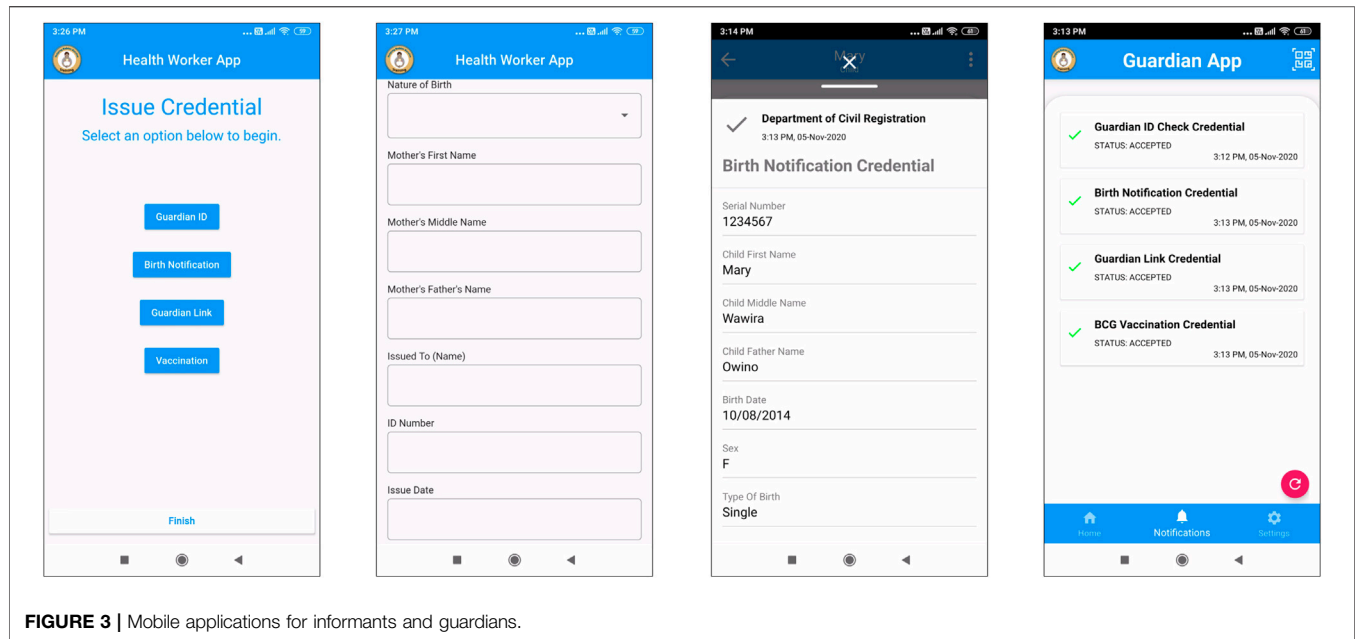 3:26 PM
59
Health Worker App
Issue Credential
Select an option below to begin.
Guardian ID
Birth Notification
Guardian Link
Vaccination
Finish
3:27 PM
59
Health Worker App
Nature of Birth
Mother's First Name
Mother's Middle Name
Mother's Father's Name
Issued To (Name)
ID Number
Issue Date
3:14 PM
Mary
Department of Civil Registration
3:13 PM, 05-Nov-2020
Birth Notification Credential
Serial Number
1234567
Child First Name
Mary
Child Middle Name
Wawira
Child Father Name
Owino
Birth Date
10/08/2014
Sex
F
Type Of Birth
Single
3:13 PM
Guardian App
Guardian ID Check Credential
STATUS: ACCEPTED
3:12 PM, 05-Nov-2020
Birth Notification Credential
STATUS: ACCEPTED
3:13 PM, 05-Nov-2020
Guardian Link Credential
STATUS: ACCEPTED
3:13 PM, 05-Nov-2020
BCG Vaccination Credential
STATUS: ACCEPTED
3:13 PM, 05-Nov-2020
Home Notifications Settings
FIGURE 3 | Mobile applications for informants and guardians.